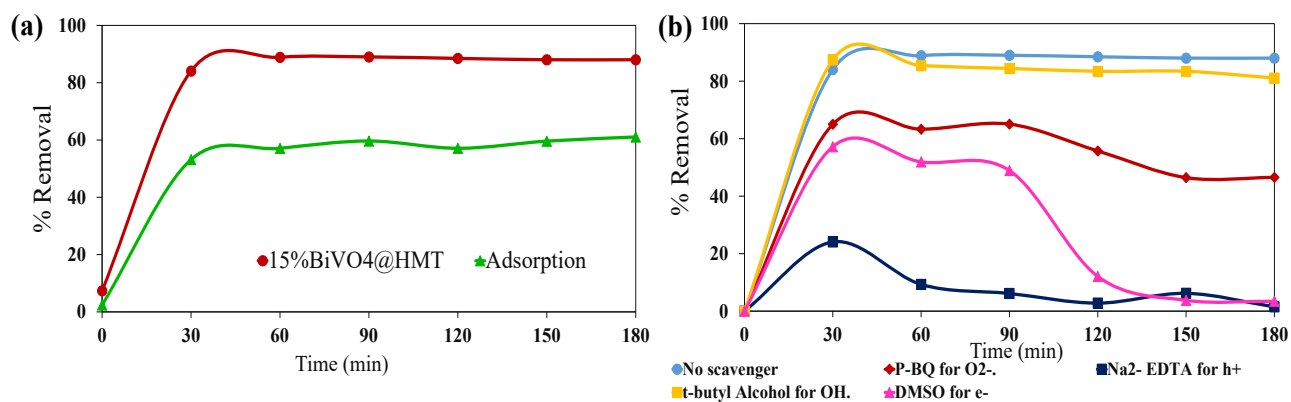 (a)
% Removal
100
80
60
40
20
0
15%BiVO4@HMT
Adsorption
0 30 60 90 120 150 180
Time (min)
(b)
% Removal
100
80
60
40
20
0
0 30 60 90 120 150 180
Time (min)
No scavenger
P-BQ for O2-.
Na2- EDTA for h+
t-butyl Alcohol for OH.
DMSO for e-